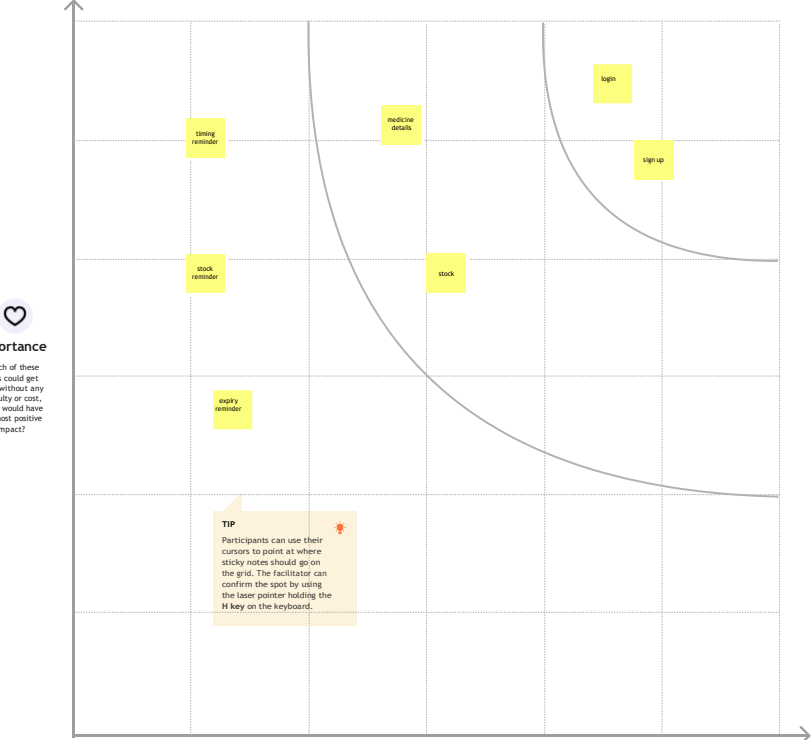 login
medicine
details
timing
reminder
sign up
stock
reminder
stock
ortance
ch of these
s could get
without any
ulty or cost,
would have
ost positive
mpact?
expiry
reminder
TIP
Participants can use their
cursors to point at where
sticky notes should go on
the grid. The facilitator can
confirm the spot by using
the laser pointer holding the
H key on the keyboard.